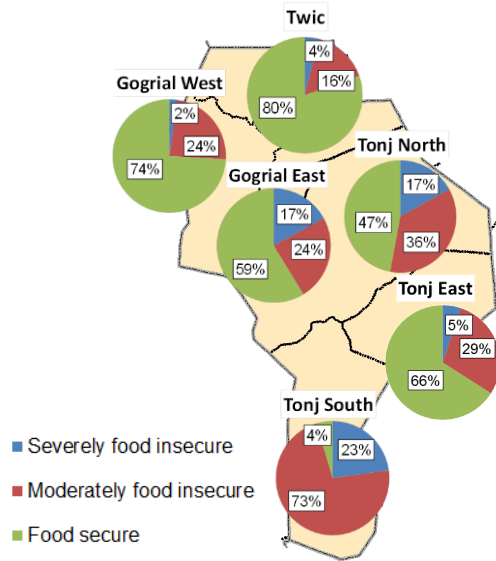 Twic
4%
16%
80%
Gogrial West
2%
24%
74%
Tonj North
17%
36%
47%
Gogrial East
17%
24%
59%
Tonj East
5%
29%
66%
Tonj South
4%
23%
73%
Severely food insecure
Moderately food insecure
Food secure